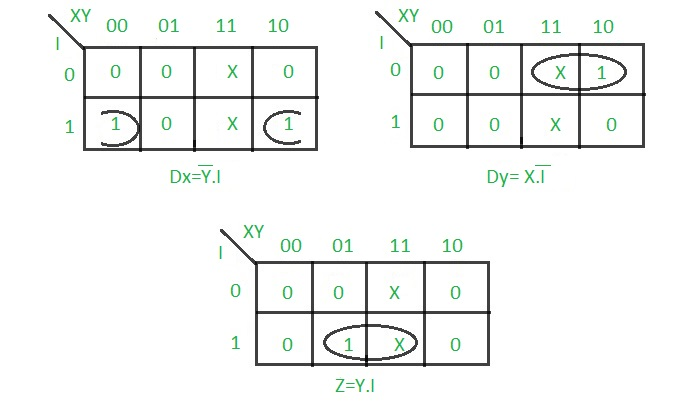 XY
00 01 11 10
I
0 0 0 X 0
1 1 0 X 1
Dx=Y̅.I
XY
00 01 11 10
I
0 0 0 X 1
1 0 0 X 0
Dy= X.I̅
XY
00 01 11 10
I
0 0 0 X 0
1 0 1 X 0
Z=Y.I